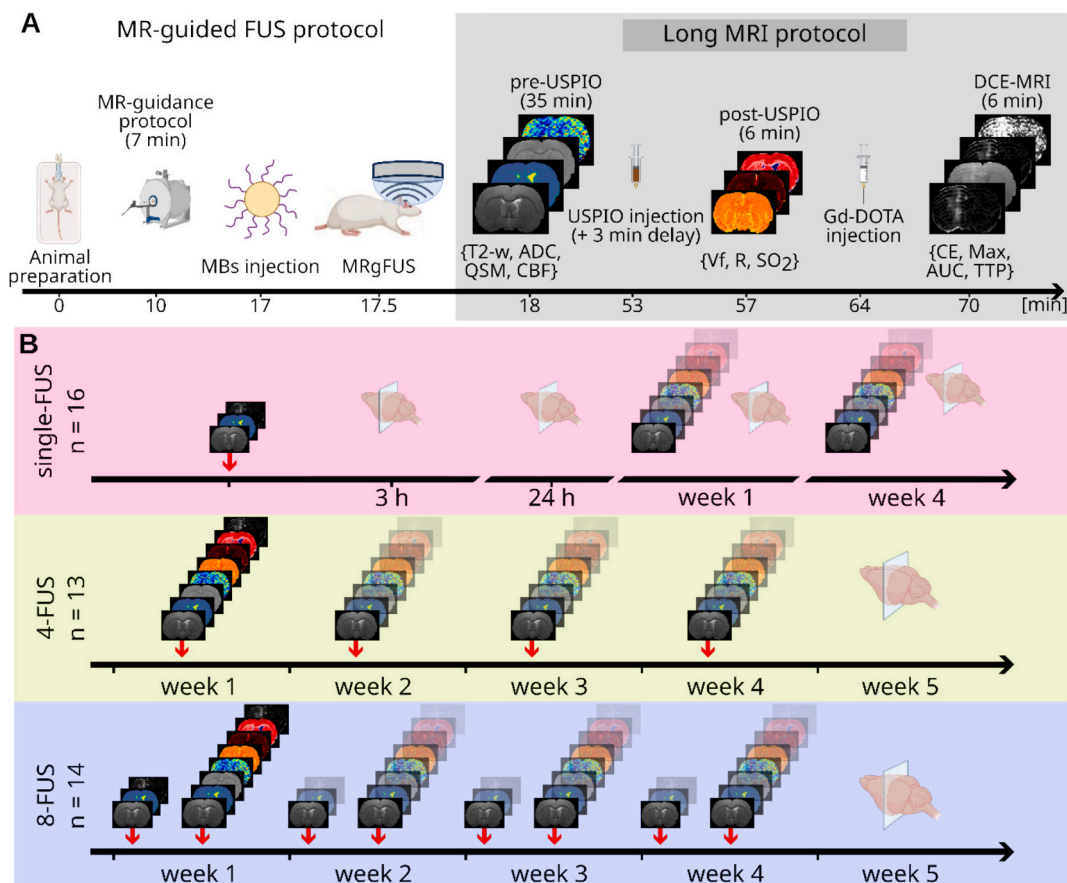 A
MR-guided FUS protocol
Long MRI protocol
MR-guidance
protocol
(7 min)
pre-USPIO
(35 min)
post-USPIO
(6 min)
DCE-MRI
(6 min)
Animal
preparation
MBs injection
MRgFUS
{T2-w, ADC,
QSM, CBF}
USPIO injection
(+ 3 min delay)
{Vf, R, SO₂}
Gd-DOTA
injection
{CE, Max,
AUC, TTP}
0
10
17
17.5
18
53
57
64
70
[min]
B
single-FUS
n = 16
3 h
24 h
week 1
week 4
4-FUS
n = 13
week 1
week 2
week 3
week 4
week 5
8-FUS
n = 14
week 1
week 2
week 3
week 4
week 5